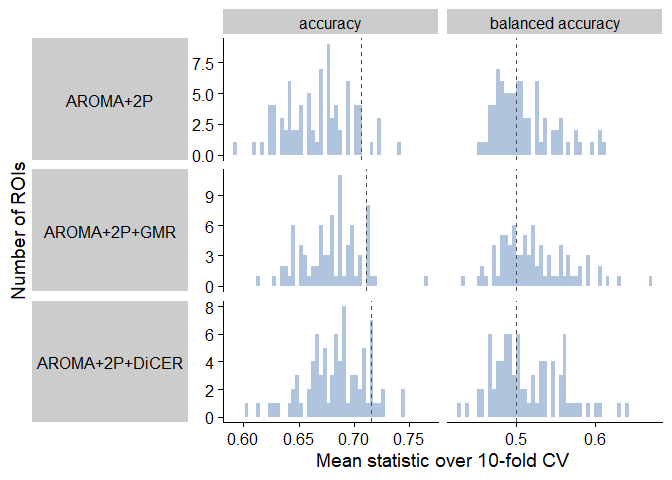 accuracy
balanced accuracy
Number of ROIs
AROMA+2P
7.5
5.0
2.5
0.0
AROMA+2P+GMR
9
6
3
0
AROMA+2P+DiCER
8
6
4
2
0
0.60
0.65
0.70
0.75
0.5
0.6
Mean statistic over 10-fold CV